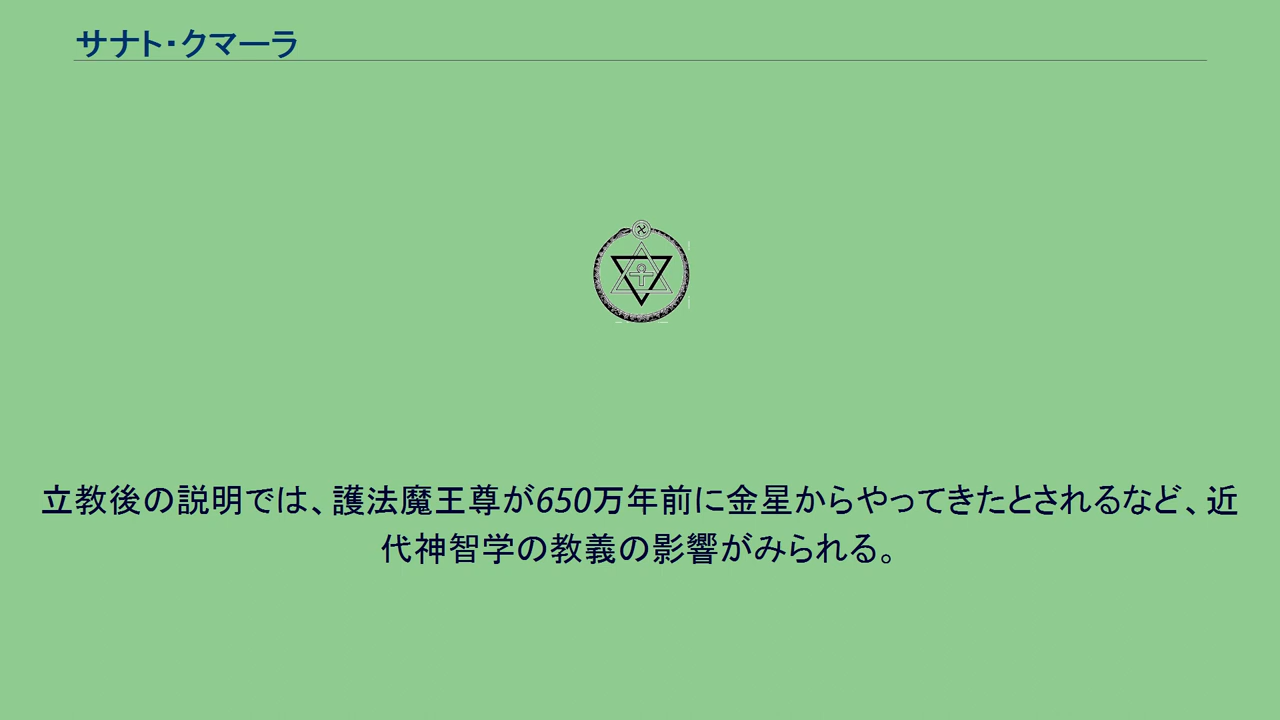 サナト・クマーラ
立教後の説明では、護法魔王尊が650万年前に金星からやってきたとされるなど、近
代神智学の教義の影響がみられる。